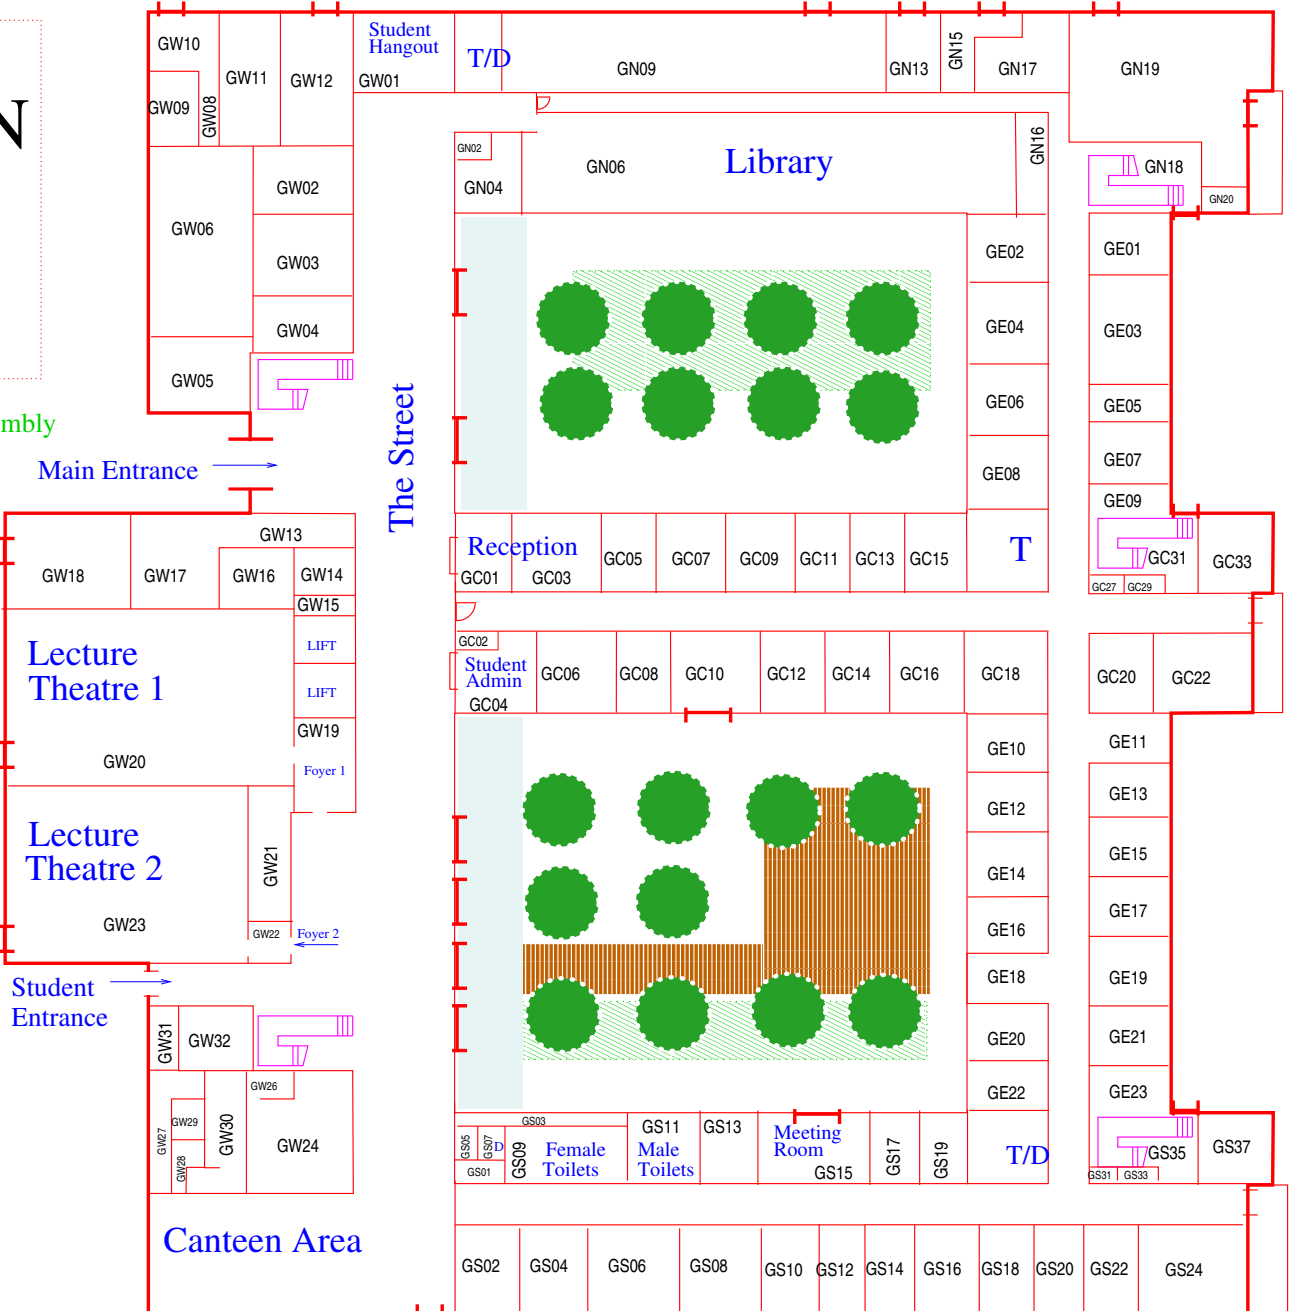 N
mbly
GW10
GW09
GW08
GW11
GW12
Student
Hangout
GW01
T/D
GN09
GN13
GN15
GN17
GN19
GN02
GN04
GN06
Library
GN16
GN18
GN20
GW02
GW06
GW03
GW04
GW05
The Street
Main Entrance
GE02
GE04
GE06
GE08
GE01
GE03
GE05
GE07
GE09
GW18
GW17
GW13
GW16
GW14
GW15
Reception
GC01
GC03
GC05
GC07
GC09
GC11
GC13
GC15
T
GC31
GC33
GC27
GC29
Lecture
Theatre 1
GW20
LIFT
LIFT
GW19
Foyer 1
GC02
Student
Admin
GC04
GC06
GC08
GC10
GC12
GC14
GC16
GC18
GC20
GC22
Lecture
Theatre 2
GW23
GW21
GW22
Foyer 2
GE10
GE12
GE14
GE16
GE18
GE20
GE22
GE11
GE13
GE15
GE17
GE19
GE21
GE23
Student
Entrance
GW31
GW32
GW26
GW27
GW29
GW28
GW30
GW24
GS03
GS05
GS07
D
GS01
GS09
Female
Toilets
GS11
Male
Toilets
GS13
Meeting
Room
GS15
GS17
GS19
T/D
GS35
GS37
GS31
GS33
Canteen Area
GS02
GS04
GS06
GS08
GS10
GS12
GS14
GS16
GS18
GS20
GS22
GS24